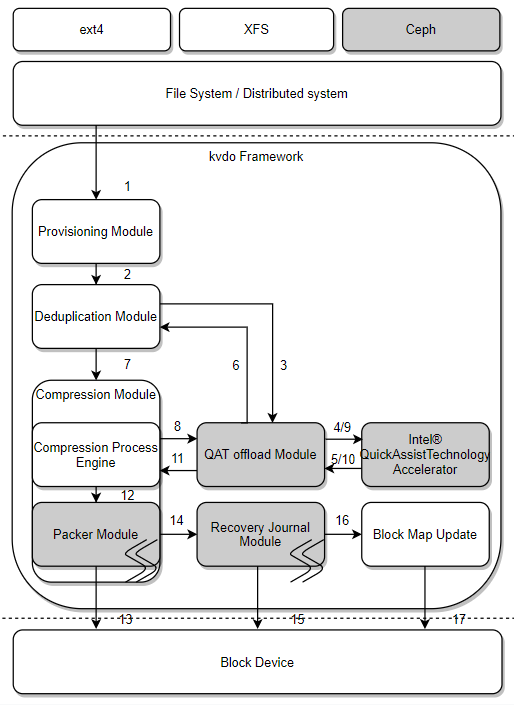 ext4
XFS
Ceph
File System / Distributed system
kvdo Framework
1
Provisioning Module
2
Deduplication Module
3
6
7
Compression Module
Compression Process
Engine
8
11
QAT offload Module
4/9
5/10
Intel®
QuickAssistTechnology
Accelerator
12
Packer Module
14
Recovery Journal
Module
16
Block Map Update
13
15
17
Block Device